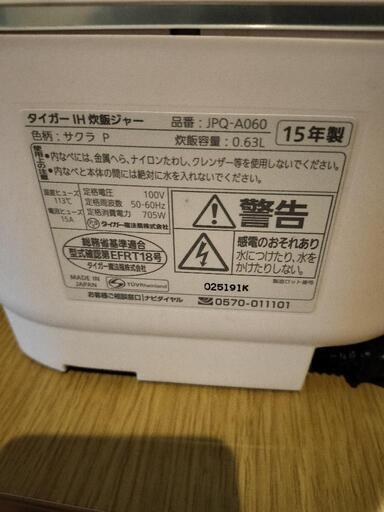 タイガー IH 炊飯ジャー 品番：JPQ-A060
色柄：サクラ P 炊飯容量：0.63L
15年製
使用上の注意
●内なべには、金属へら、ナイロンたわし、クレンザー等を使用しないでください。
●内なべと本体の間には絶対に水を入れないでください。
温度ヒューズ 113℃
電流ヒューズ 15A
定格電圧： 100V
定格周波数： 50-60Hz
定格消費電力： 705W
タイガー魔法瓶株式会社
総務省基準適合
型式確認第EFRT18号
タイガー魔法瓶株式会社
警告
感電のおそれあり
水につけたり、水を
かけたりしない。
製造ロット番号
MADE IN
JAPAN
TÜVRheinland
025191K
お客様ご相談窓口 ナビダイヤル 0570-011101